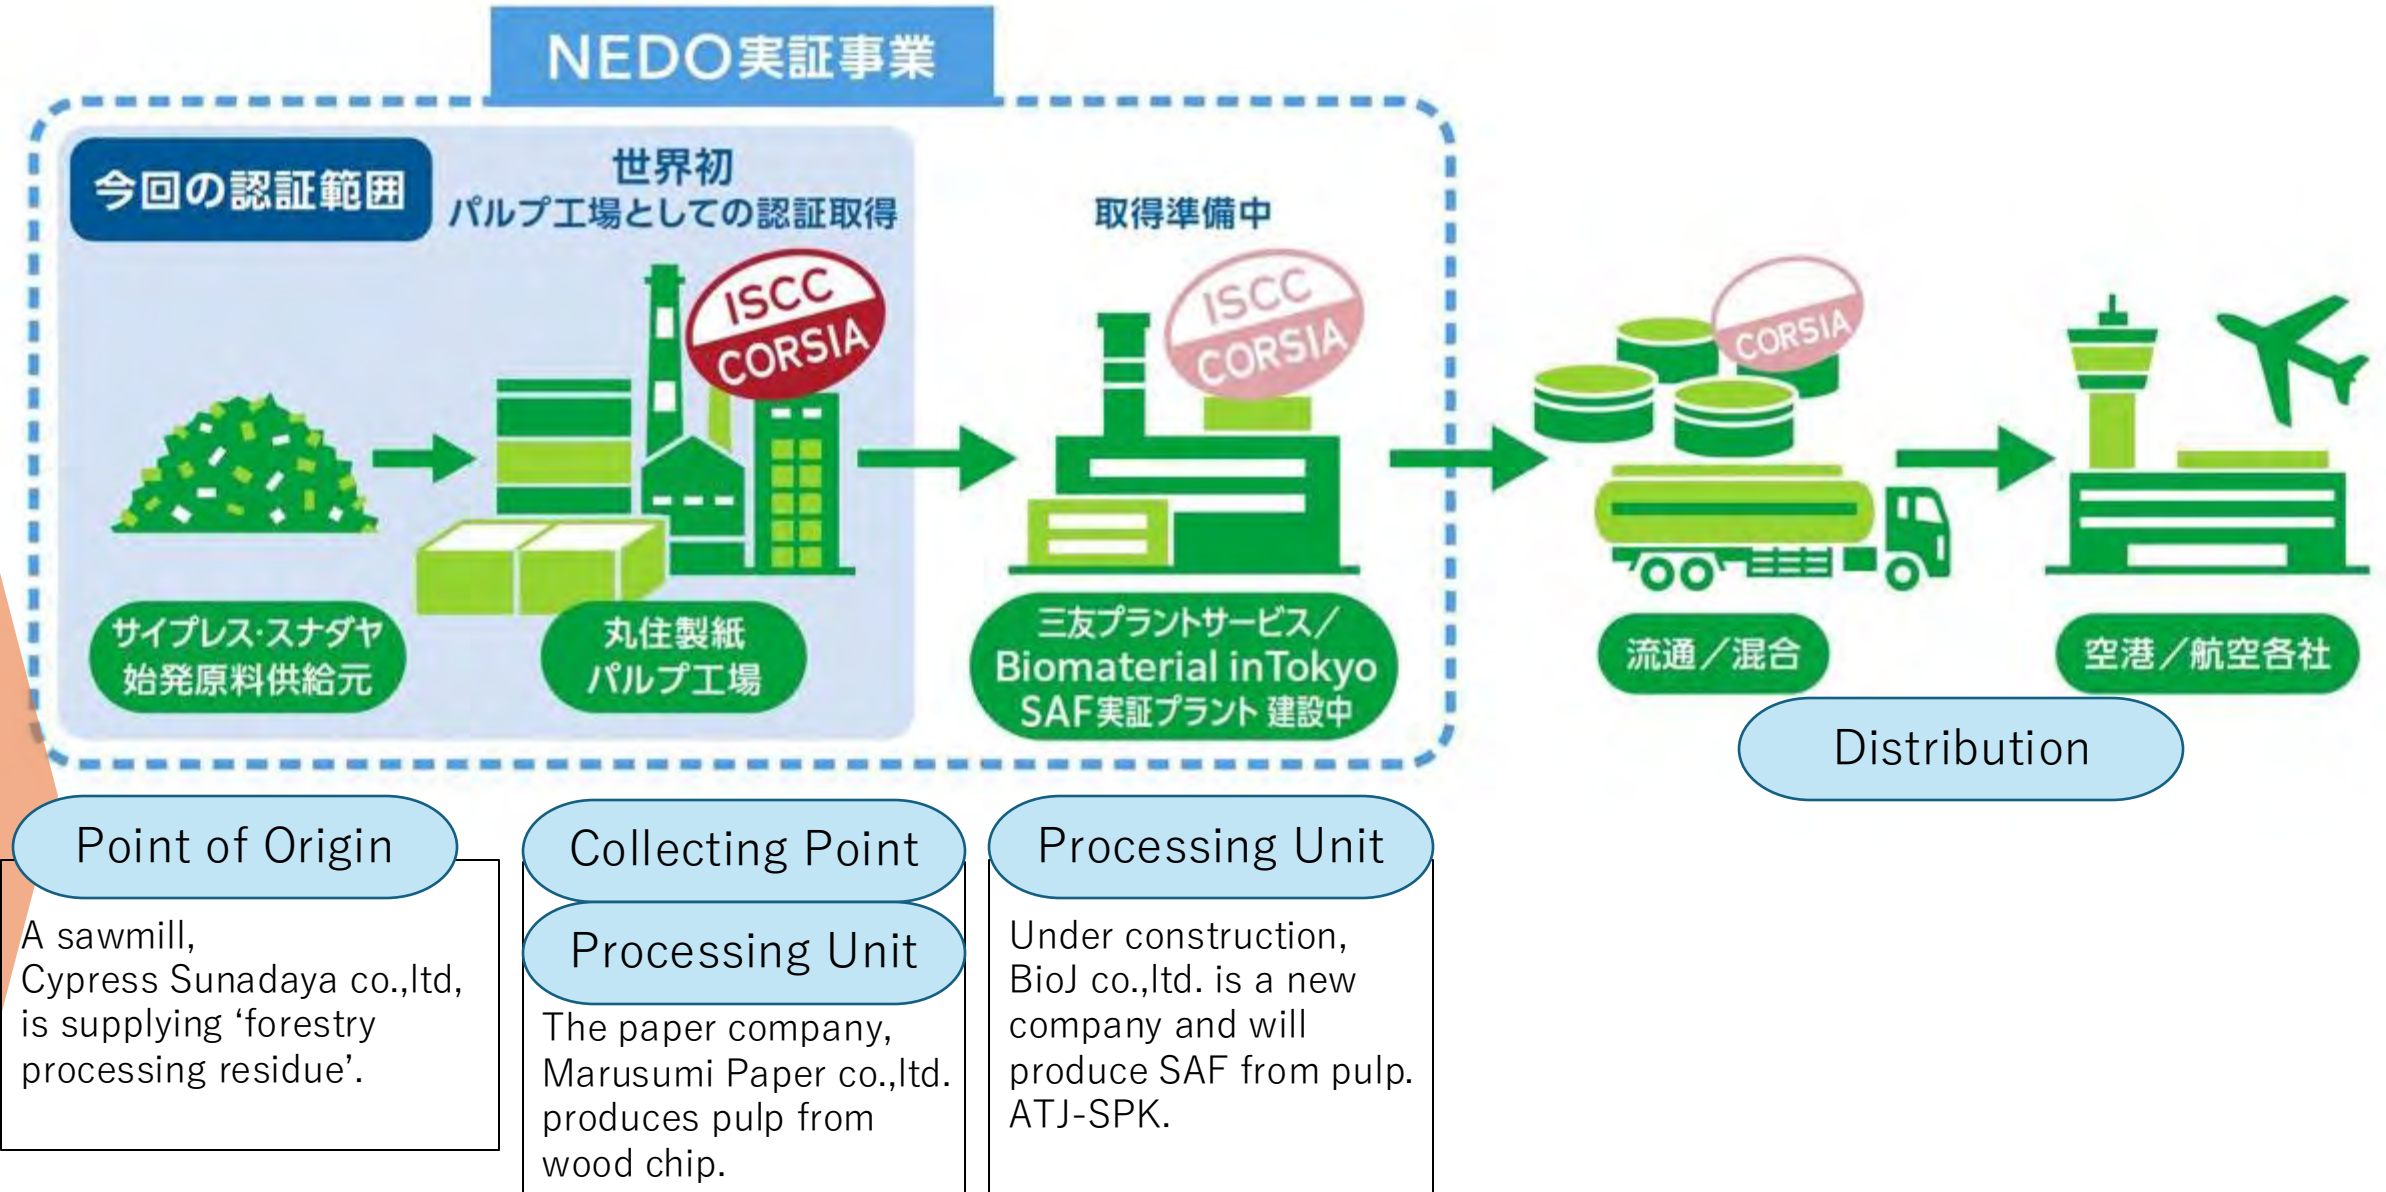 NEDO実証事業
今回の認証範囲
世界初
パルプ工場としての認証取得
取得準備中
ISCC
CORSIA
ISCC
CORSIA
CORSIA
サイプレス・スナダヤ
始発原料供給元
丸住製紙
パルプ工場
三友プラントサービス/
Biomaterial inTokyo
SAF実証プラント 建設中
流通/混合
空港/航空各社
Distribution
Point of Origin
A sawmill,
Cypress Sunadaya co.,ltd,
is supplying ‘forestry
processing residue’.
Collecting Point
Processing Unit
The paper company,
Marusumi Paper co.,ltd.
produces pulp from
wood chip.
Processing Unit
Under construction,
BioJ co.,ltd. is a new
company and will
produce SAF from pulp.
ATJ-SPK.